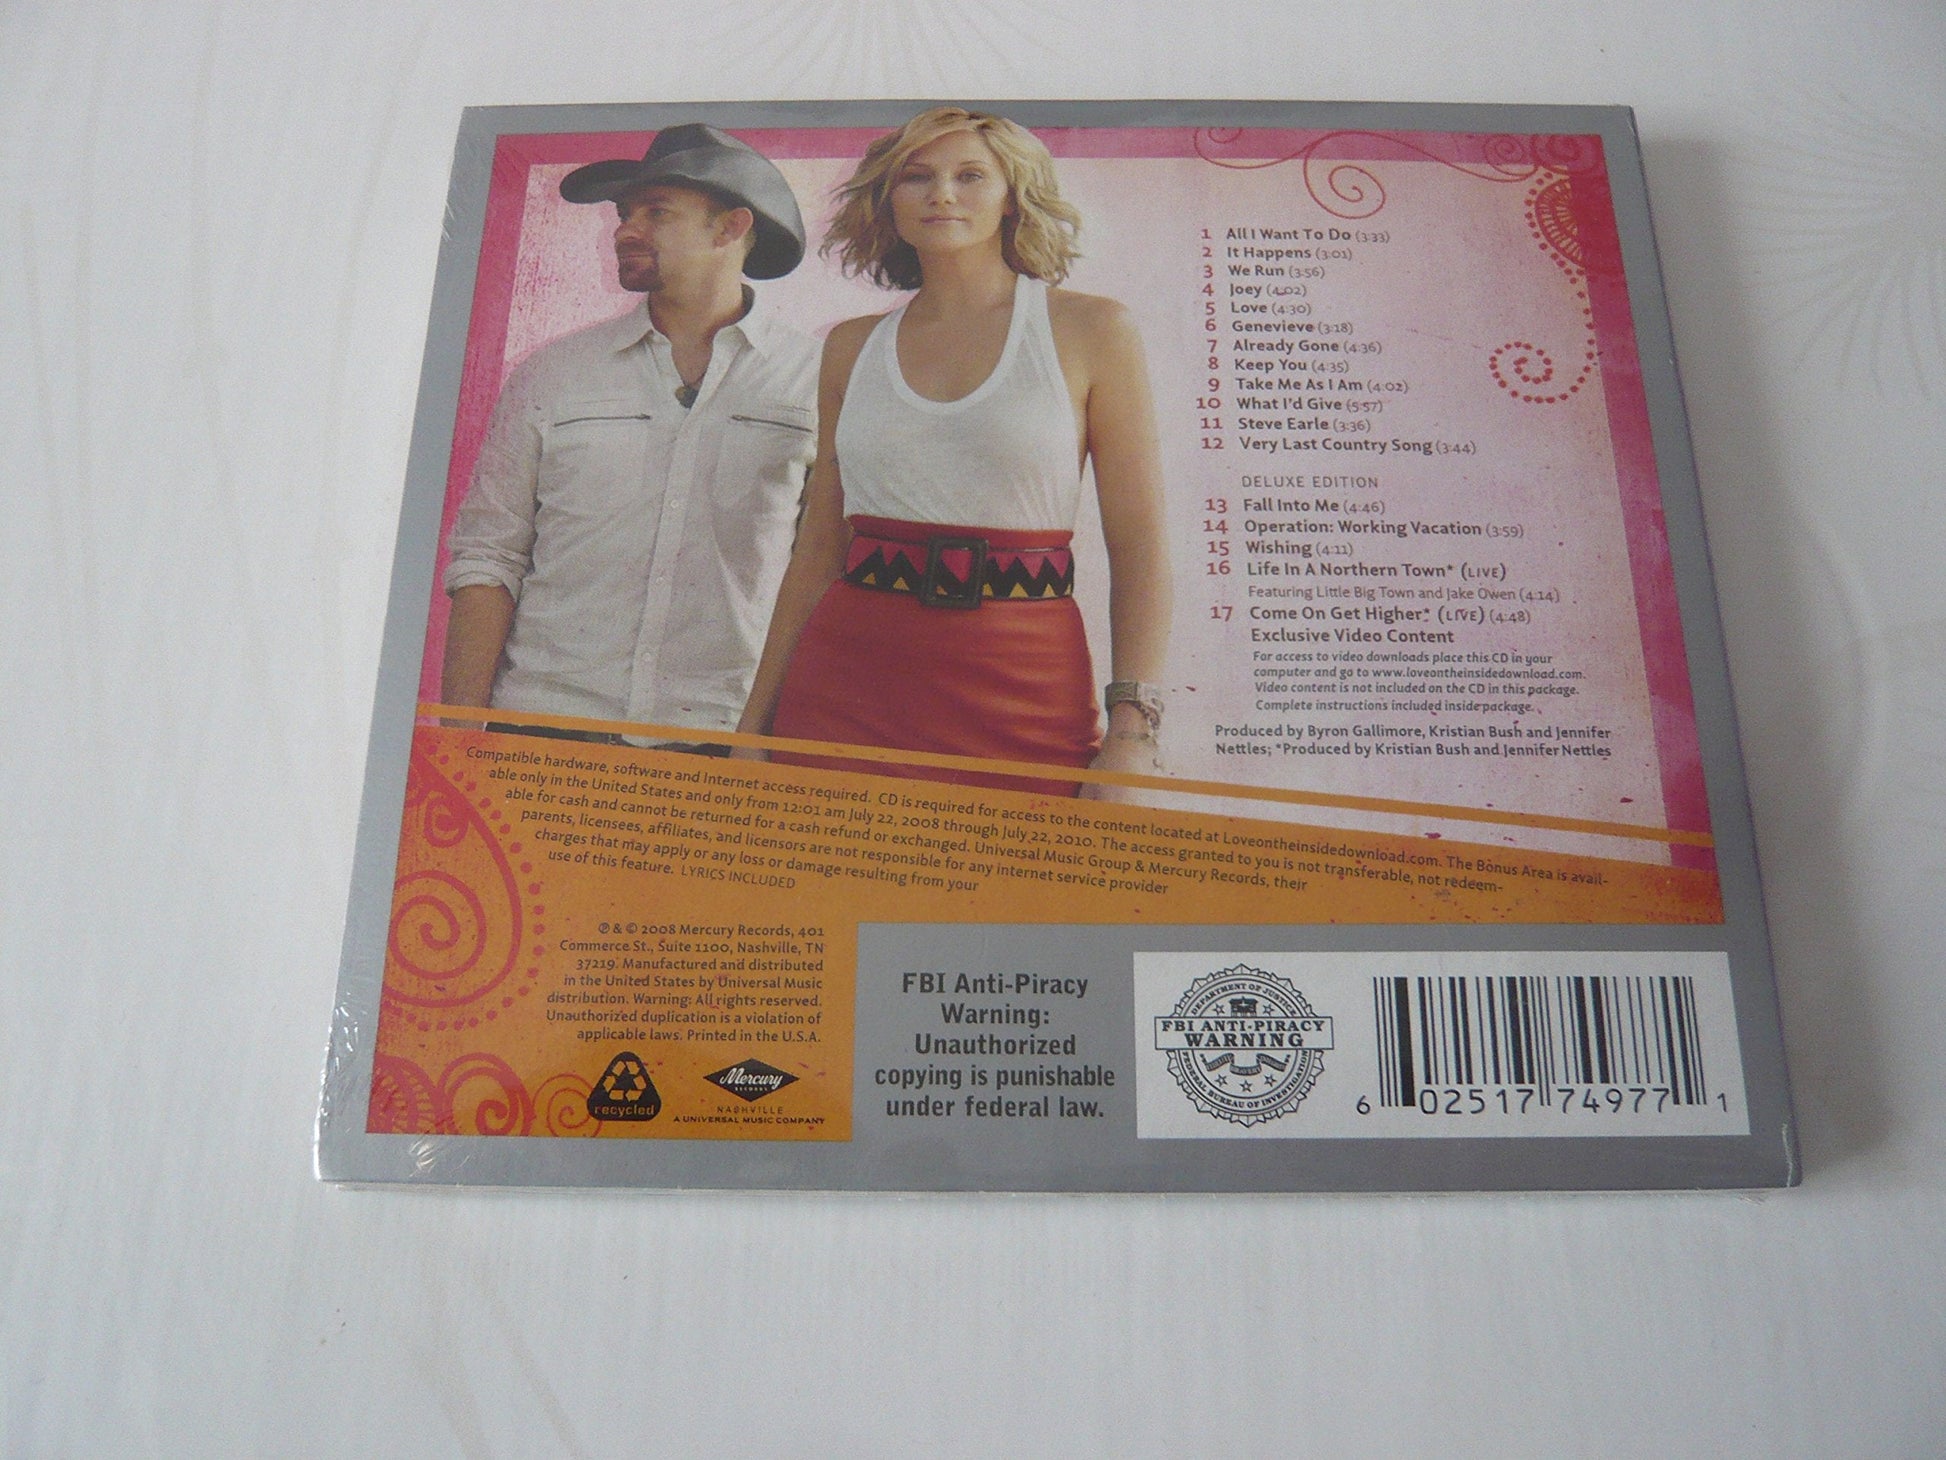 1 All I Want To Do (3:33)
2 It Happens (3:01)
3 We Run (3:56)
4 Joey (4:02)
5 Love (4:30)
6 Genevieve (3:18)
7 Already Gone (4:36)
8 Keep You (4:35)
9 Take Me As I Am (4:02)
10 What I'd Give (5:57)
11 Steve Earle (3:36)
12 Very Last Country Song (3:44)
DELUXE EDITION
13 Fall Into Me (4:46)
14 Operation: Working Vacation (3:59)
15 Wishing (4:11)
16 Life In A Northern Town* (LIVE)
Featuring Little Big Town and Jake Owen (4:14)
17 Come On Get Higher* (LIVE) (4:48)
Exclusive Video Content
For access to video downloads place this CD in your
computer and go to www.loveontheinsidedownload.com.
Video content is not included on the CD in this package.
Complete instructions included inside package.
Produced by Byron Gallimore, Kristian Bush and Jennifer
Nettles; *Produced by Kristian Bush and Jennifer Nettles
Compatible hardware, software and Internet access required. CD is required for access to the content located at Loveontheinsidedownload.com. The Bonus Area is avail-
able only in the United States and only from 12:01 am July 22, 2008 through July 22, 2010. The access granted to you is not transferable, not redeem-
able for cash and cannot be returned for a cash refund or exchanged. Universal Music Group & Mercury Records, their
parents, licensees, affiliates, and licensors are not responsible for any internet service provider
charges that may apply or any loss or damage resulting from your
use of this feature. LYRICS INCLUDED
℗ & © 2008 Mercury Records, 401
Commerce St., Suite 1100, Nashville, TN
37219. Manufactured and distributed
in the United States by Universal Music
distribution. Warning: All rights reserved.
Unauthorized duplication is a violation of
applicable laws. Printed in the U.S.A.
recycled
Mercury
RECORDS
NASHVILLE
A UNIVERSAL MUSIC COMPANY
FBI Anti-Piracy
Warning:
Unauthorized
copying is punishable
under federal law.
DEPARTMENT OF JUSTICE
FBI ANTI-PIRACY
WARNING
FEDERAL BUREAU OF INVESTIGATION
6 02517 74977 1